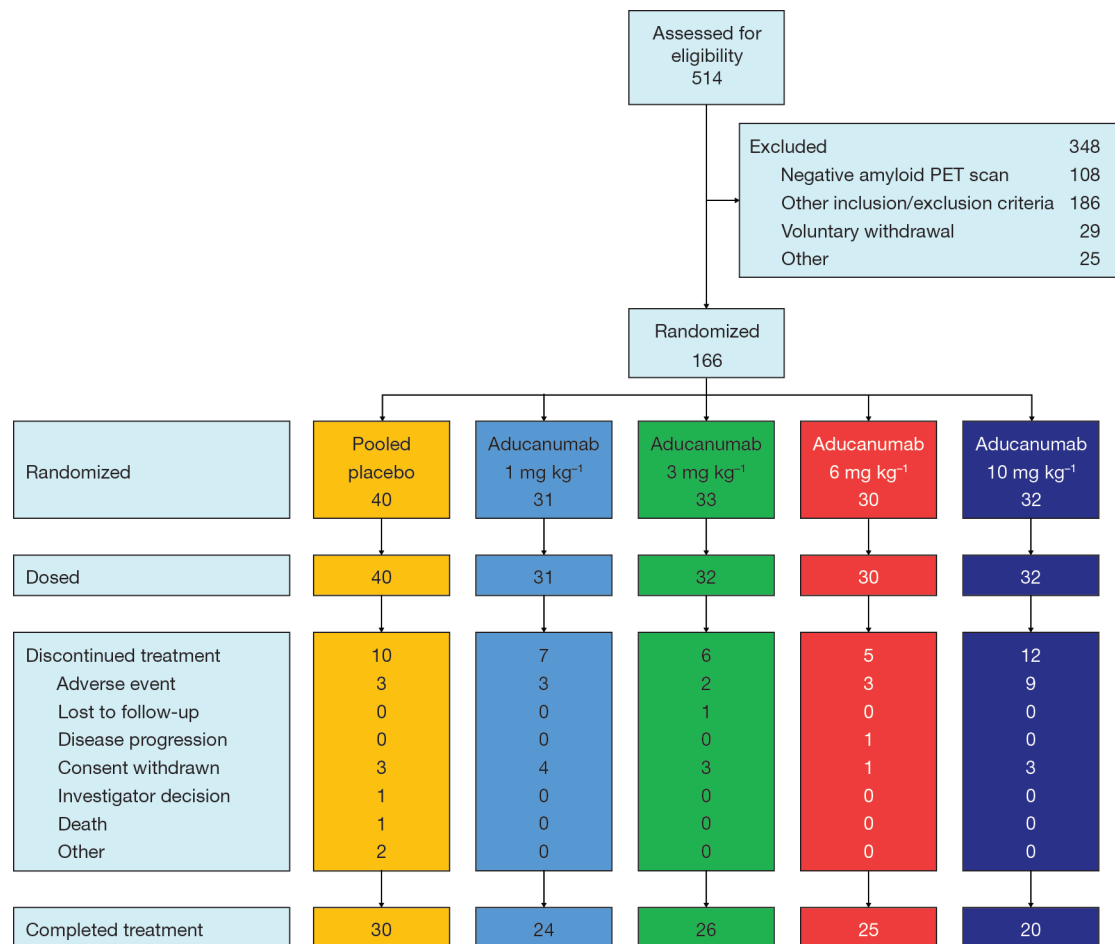 Assessed for
eligibility
514
Excluded 348
Negative amyloid PET scan 108
Other inclusion/exclusion criteria 186
Voluntary withdrawal 29
Other 25
Randomized
166
Randomized
Pooled
placebo
40
Aducanumab
1 mg kg⁻¹
31
Aducanumab
3 mg kg⁻¹
33
Aducanumab
6 mg kg⁻¹
30
Aducanumab
10 mg kg⁻¹
32
Dosed 40 31 32 30 32
Discontinued treatment 10 7 6 5 12
Adverse event 3 3 2 3 9
Lost to follow-up 0 0 1 0 0
Disease progression 0 0 0 1 0
Consent withdrawn 3 4 3 1 3
Investigator decision 1 0 0 0 0
Death 1 0 0 0 0
Other 2 0 0 0 0
Completed treatment 30 24 26 25 20